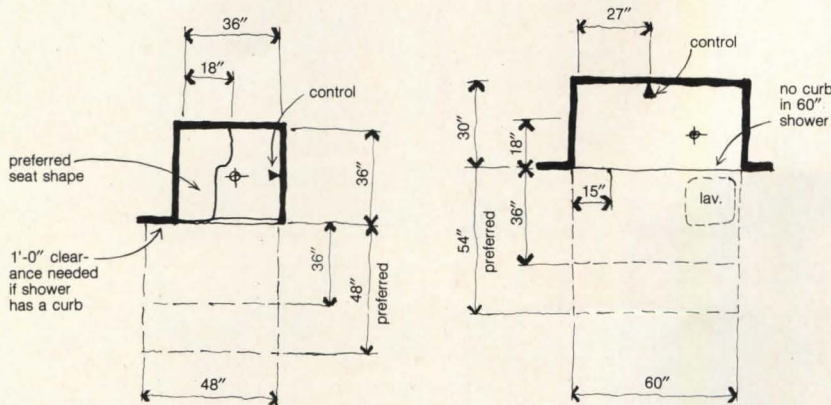 36″
18″
control
preferred
seat shape
36″
1′-0″ clear-
ance needed
if shower
has a curb
36″
48″
preferred
48″
27″
control
no curb
in 60″
shower
30″
18″
15″
lav.
54″
preferred
36″
60″